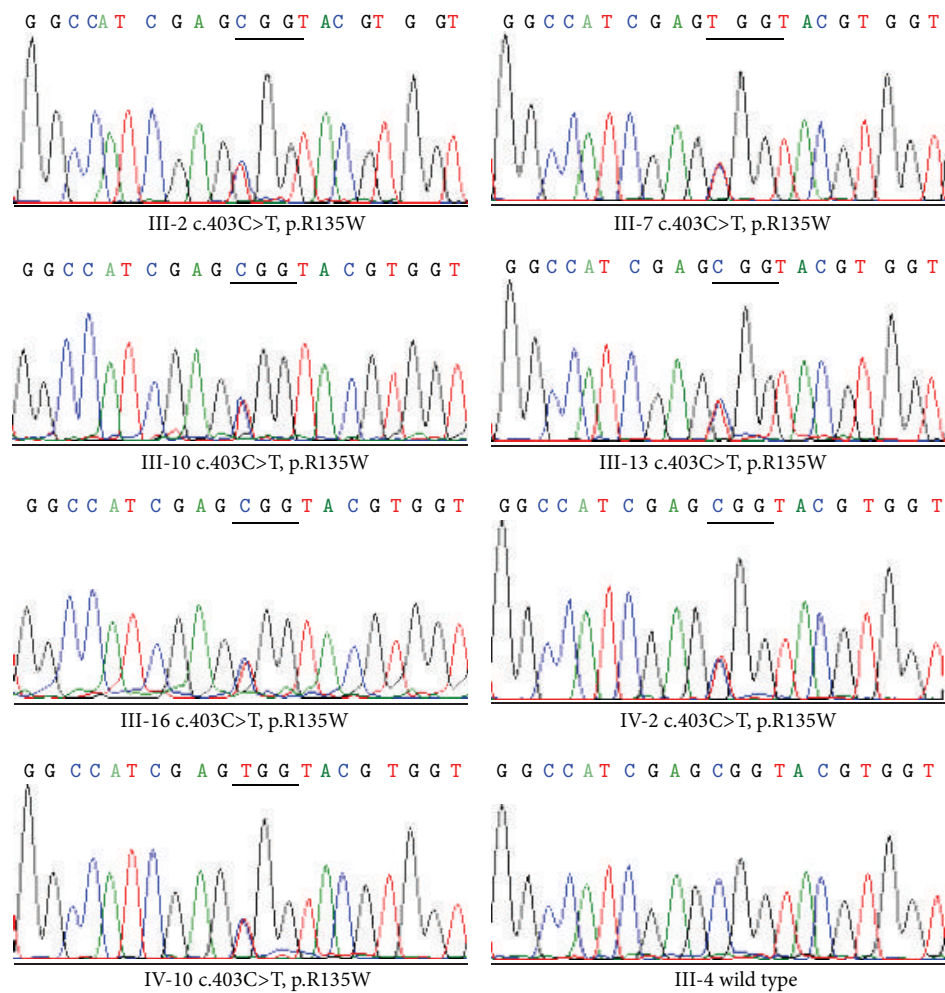 G G C C A T C G A G C G G T A C G T G G T
III-2 c.403C>T, p.R135W
G G C C A T C G A G T G G T A C G T G G T
III-7 c.403C>T, p.R135W
G G C C A T C G A G C G G T A C G T G G T
III-10 c.403C>T, p.R135W
G G C C A T C G A G C G G T A C G T G G T
III-13 c.403C>T, p.R135W
G G C C A T C G A G C G G T A C G T G G T
III-16 c.403C>T, p.R135W
G G C C A T C G A G C G G T A C G T G G T
IV-2 c.403C>T, p.R135W
G G C C A T C G A G T G G T A C G T G G T
IV-10 c.403C>T, p.R135W
G G C C A T C G A G C G G T A C G T G G T
III-4 wild type